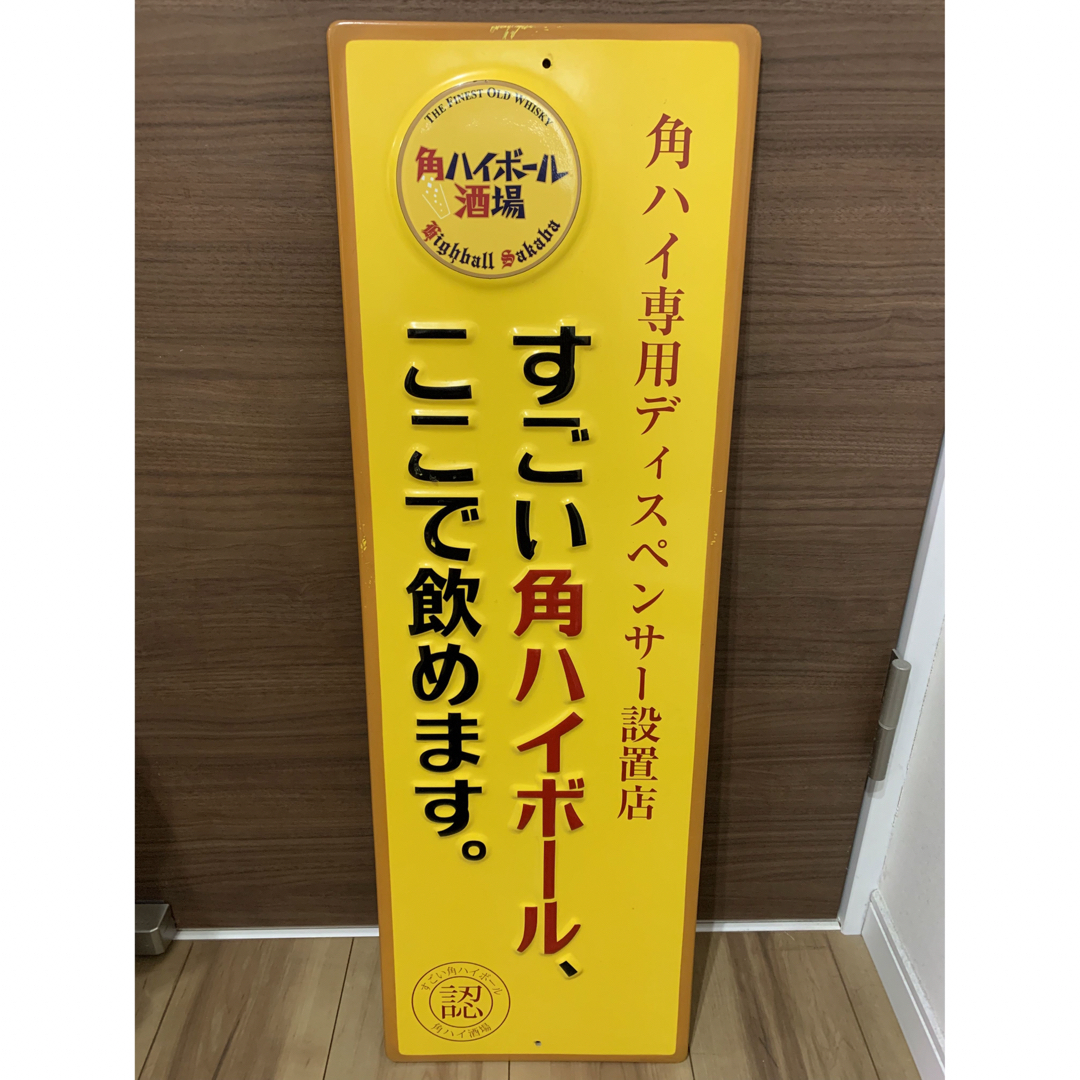 THE FINEST OLD WHISKY
角ハイボール
酒場
Highball Sakaba
角ハイ専用ディスペンサー設置店
すごい角ハイボール、
ここで飲めます。
すごい角ハイボール
認
角ハイ酒場